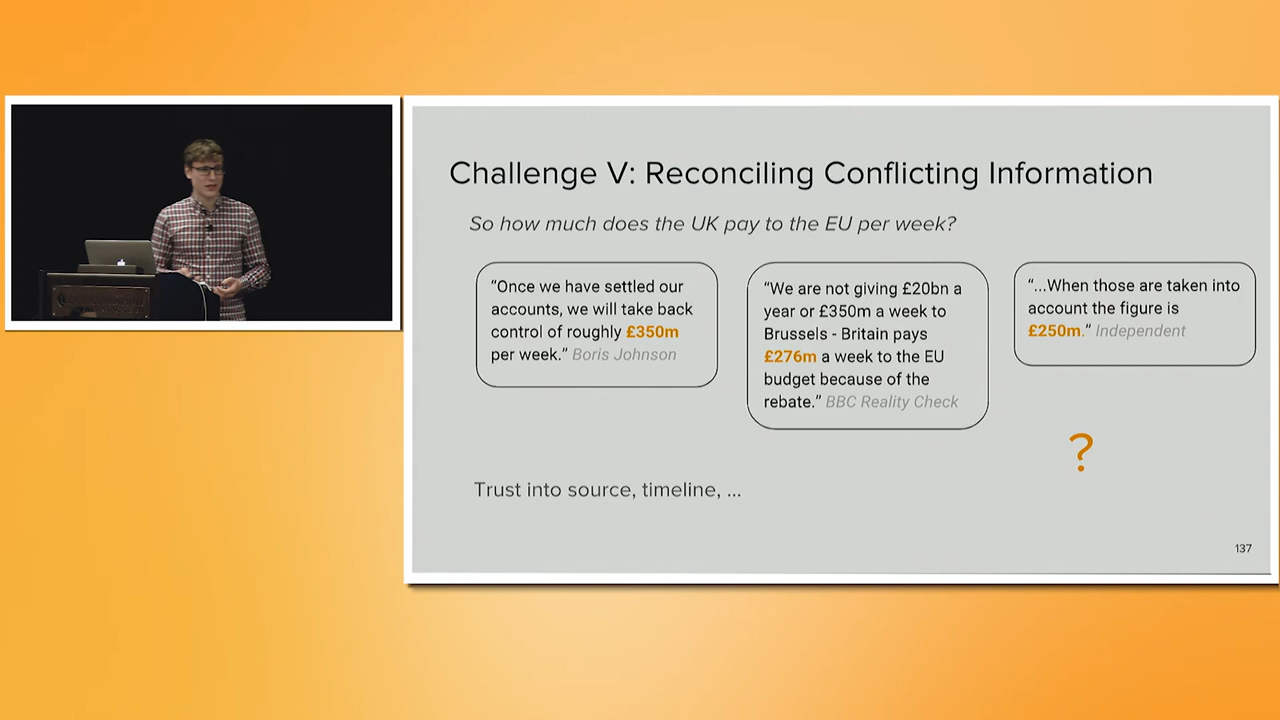 Challenge V: Reconciling Conflicting Information
So how much does the UK pay to the EU per week?
“Once we have settled our
accounts, we will take back
control of roughly £350m
per week.” Boris Johnson
“We are not giving £20bn a
year or £350m a week to
Brussels - Britain pays
£276m a week to the EU
budget because of the
rebate.” BBC Reality Check
“...When those are taken into
account the figure is
£250m.” Independent
?
Trust into source, timeline, ...
137